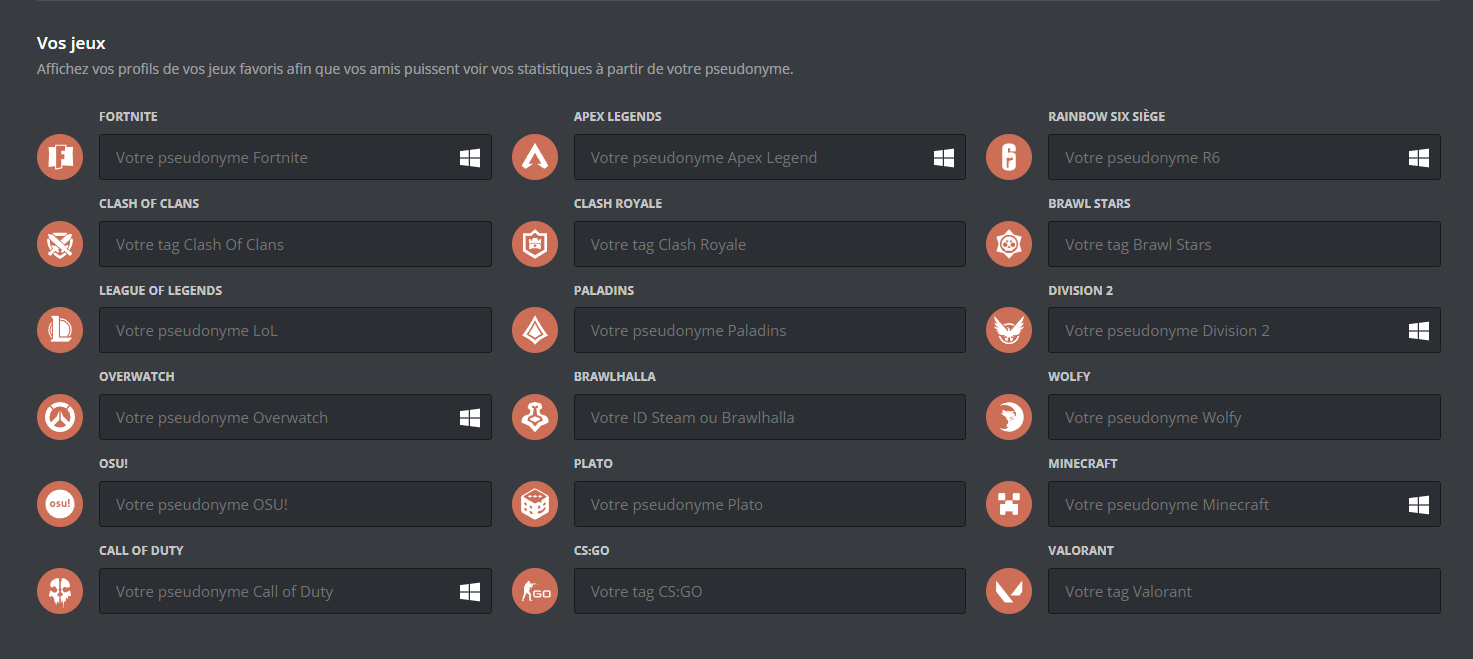 Vos jeux
Affichez vos profils de vos jeux favoris afin que vos amis puissent voir vos statistiques à partir de votre pseudonyme.
FORTNITE
APEX LEGENDS
RAINBOW SIX SIÈGE
Votre pseudonyme Fortnite
Votre pseudonyme Apex Legend
Votre pseudonyme R6
CLASH OF CLANS
CLASH ROYALE
BRAWL STARS
Votre tag Clash Of Clans
Votre tag Clash Royale
Votre tag Brawl Stars
LEAGUE OF LEGENDS
PALADINS
DIVISION 2
Votre pseudonyme LoL
Votre pseudonyme Paladins
Votre pseudonyme Division 2
OVERWATCH
BRAWLHALLA
WOLFY
Votre pseudonyme Overwatch
Votre ID Steam ou Brawlhalla
Votre pseudonyme Wolfy
OSU!
PLATO
MINECRAFT
osu!
Votre pseudonyme OSU!
Votre pseudonyme Plato
Votre pseudonyme Minecraft
CALL OF DUTY
CS:GO
VALORANT
Votre pseudonyme Call of Duty
GO
Votre tag CS:GO
Votre tag Valorant